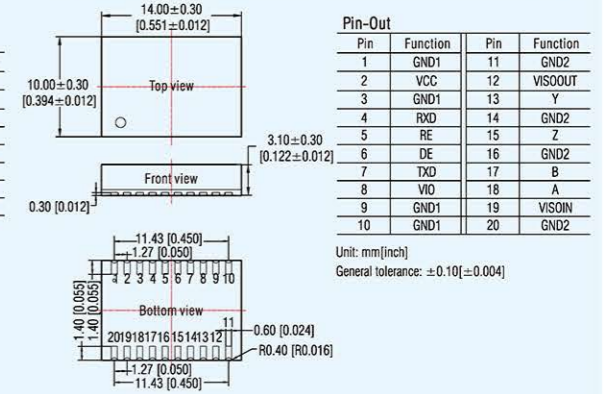 14.00±0.30
[0.551±0.012]
10.00±0.30
[0.394±0.012]
Top view
3.10±0.30
[0.122±0.012]
Front view
0.30 [0.012]
11.43 [0.450]
1.27 [0.050]
1 2 3 4 5 6 7 8 9 10
1.40 [0.055]
1.40 [0.055]
Bottom view
11
20 19 18 17 16 15 14 13 12
0.60 [0.024]
R0.40 [R0.016]
1.27 [0.050]
11.43 [0.450]
Pin-Out
Pin Function Pin Function
1 GND1 11 GND2
2 VCC 12 VISOOUT
3 GND1 13 Y
4 RXD 14 GND2
5 RE 15 Z
6 DE 16 GND2
7 TXD 17 B
8 VIO 18 A
9 GND1 19 VISOIN
10 GND1 20 GND2
Unit: mm[inch]
General tolerance: ±0.10[±0.004]